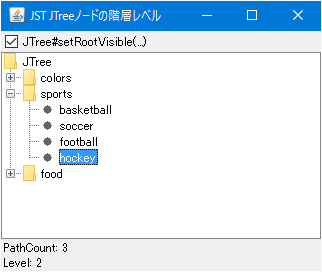 JST JTreeノードの階層レベル
JTree#setRootVisible(...)
JTree
colors
sports
basketball
soccer
football
hockey
food
PathCount: 3
Level: 2